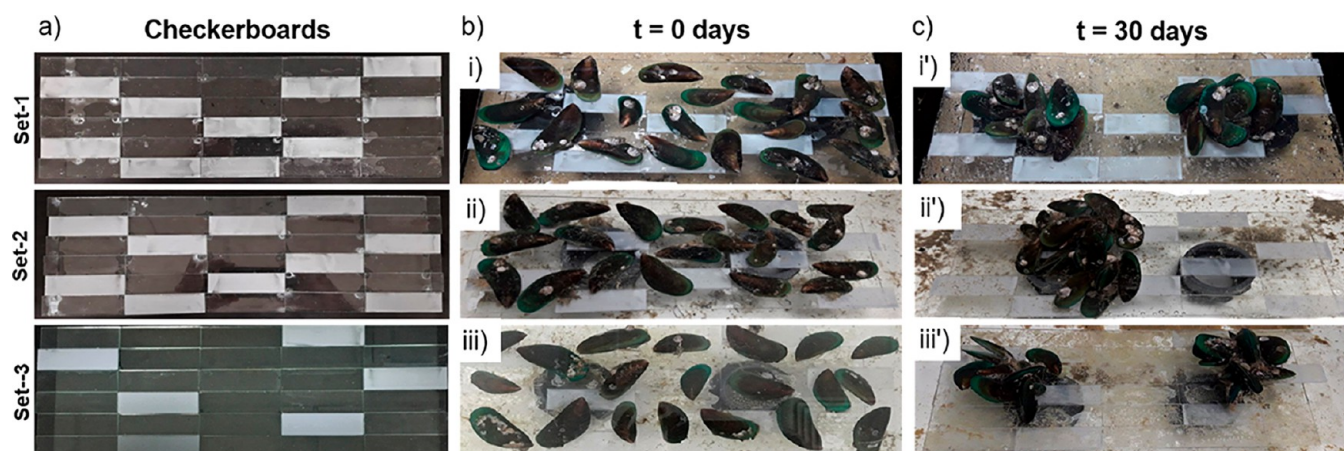 a) Checkerboards b) t = 0 days c) t = 30 days
Set-1 i) i')
Set-2 ii) ii')
Set--3 iii) iii')